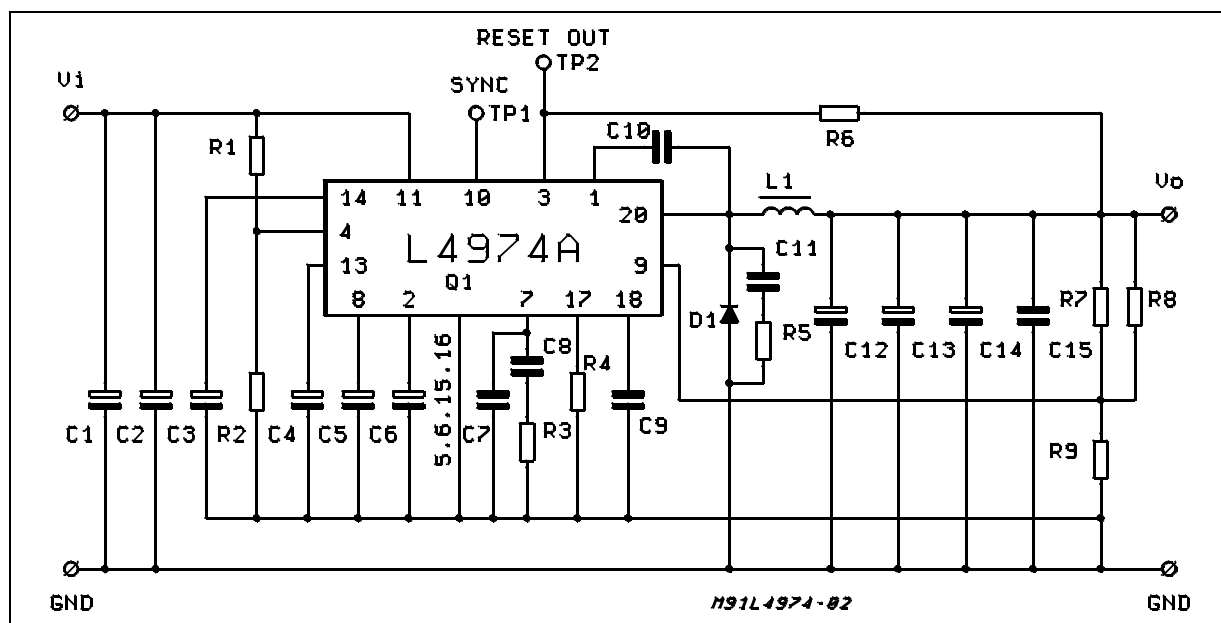 RESET OUT
TP2
Vi
SYNC
TP1
C10
R6
R1
L1
Vo
14
11
10
3
1
20
4
L4974A
C11
13
Q1
9
8
2
7
17
18
D1
R5
R7
R8
C12
C13
C14
C15
5.6.15.16
C8
R4
C1
C2
C3
R2
C4
C5
C6
C7
R3
C9
R9
GND
M91L4974-02
GND